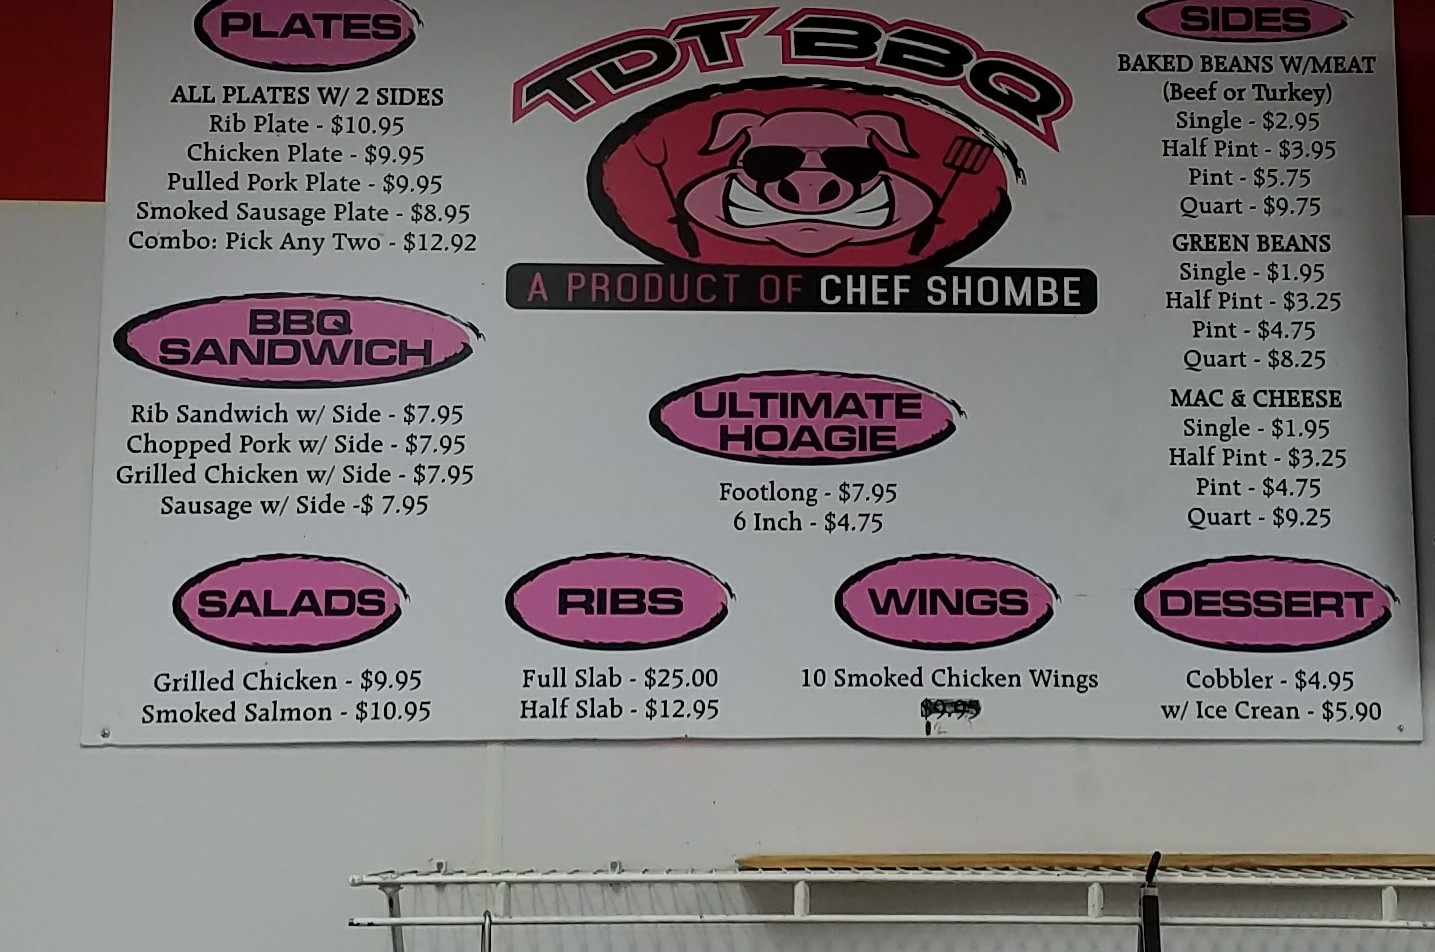 PLATES
ALL PLATES W/ 2 SIDES
Rib Plate - $10.95
Chicken Plate - $9.95
Pulled Pork Plate - $9.95
Smoked Sausage Plate - $8.95
Combo: Pick Any Two - $12.92
BBQ
SANDWICH
Rib Sandwich w/ Side - $7.95
Chopped Pork w/ Side - $7.95
Grilled Chicken w/ Side - $7.95
Sausage w/ Side -$ 7.95
TDT BBQ
A PRODUCT OF CHEF SHOMBE
ULTIMATE
HOAGIE
Footlong - $7.95
6 Inch - $4.75
SIDES
BAKED BEANS W/MEAT
(Beef or Turkey)
Single - $2.95
Half Pint - $3.95
Pint - $5.75
Quart - $9.75
GREEN BEANS
Single - $1.95
Half Pint - $3.25
Pint - $4.75
Quart - $8.25
MAC & CHEESE
Single - $1.95
Half Pint - $3.25
Pint - $4.75
Quart - $9.25
SALADS
Grilled Chicken - $9.95
Smoked Salmon - $10.95
RIBS
Full Slab - $25.00
Half Slab - $12.95
WINGS
10 Smoked Chicken Wings
$9.95
DESSERT
Cobbler - $4.95
w/ Ice Crean - $5.90